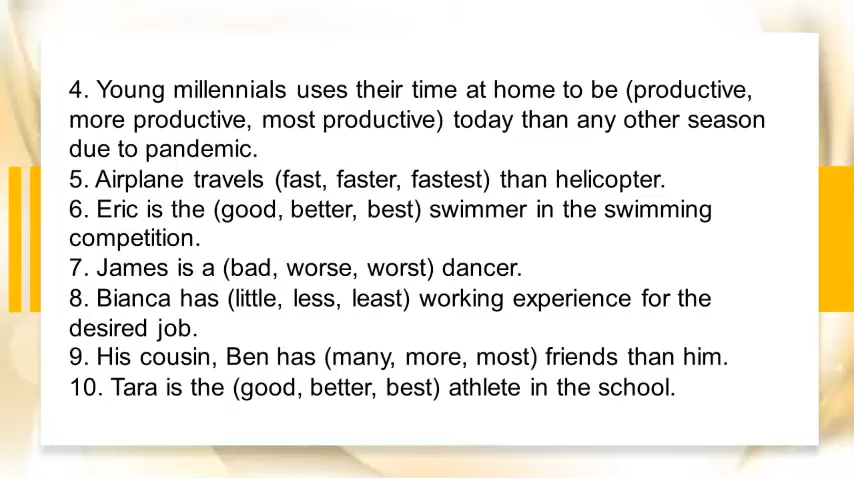 4. Young millennials uses their time at home to be (productive,
more productive, most productive) today than any other season
due to pandemic.
5. Airplane travels (fast, faster, fastest) than helicopter.
6. Eric is the (good, better, best) swimmer in the swimming
competition.
7. James is a (bad, worse, worst) dancer.
8. Bianca has (little, less, least) working experience for the
desired job.
9. His cousin, Ben has (many, more, most) friends than him.
10. Tara is the (good, better, best) athlete in the school.